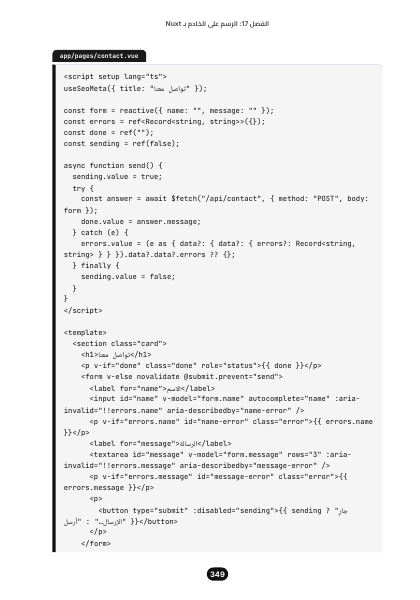 الفصل 17: الرسم على الخادم بـ Nuxt
app/pages/contact.vue
<script setup lang="ts">
useSeoMeta({ title: "تواصل معنا" });

const form = reactive({ name: "", message: "" });
const errors = ref<Record<string, string>>({});
const done = ref("");
const sending = ref(false);

async function send() {
  sending.value = true;
  try {
    const answer = await $fetch("/api/contact", { method: "POST", body:
form });
    done.value = answer.message;
  } catch (e) {
    errors.value = (e as { data?: { data?: { errors?: Record<string,
string> } } }).data?.data?.errors ?? {};
  } finally {
    sending.value = false;
  }
}
</script>

<template>
  <section class="card">
    <h1>تواصل معنا</h1>
    <p v-if="done" class="done" role="status">{{ done }}</p>
    <form v-else novalidate @submit.prevent="send">
      <label for="name">الاسم</label>
      <input id="name" v-model="form.name" autocomplete="name" :aria-
invalid="!!errors.name" aria-describedby="name-error" />
      <p v-if="errors.name" id="name-error" class="error">{{ errors.name
}}</p>
      <label for="message">الرسالة</label>
      <textarea id="message" v-model="form.message" rows="3" :aria-
invalid="!!errors.message" aria-describedby="message-error" />
      <p v-if="errors.message" id="message-error" class="error">{{
errors.message }}</p>
      <p>
        <button type="submit" :disabled="sending">{{ sending ? "جارٍ
الإرسال…" : "أرسل" }}</button>
      </p>
    </form>
349